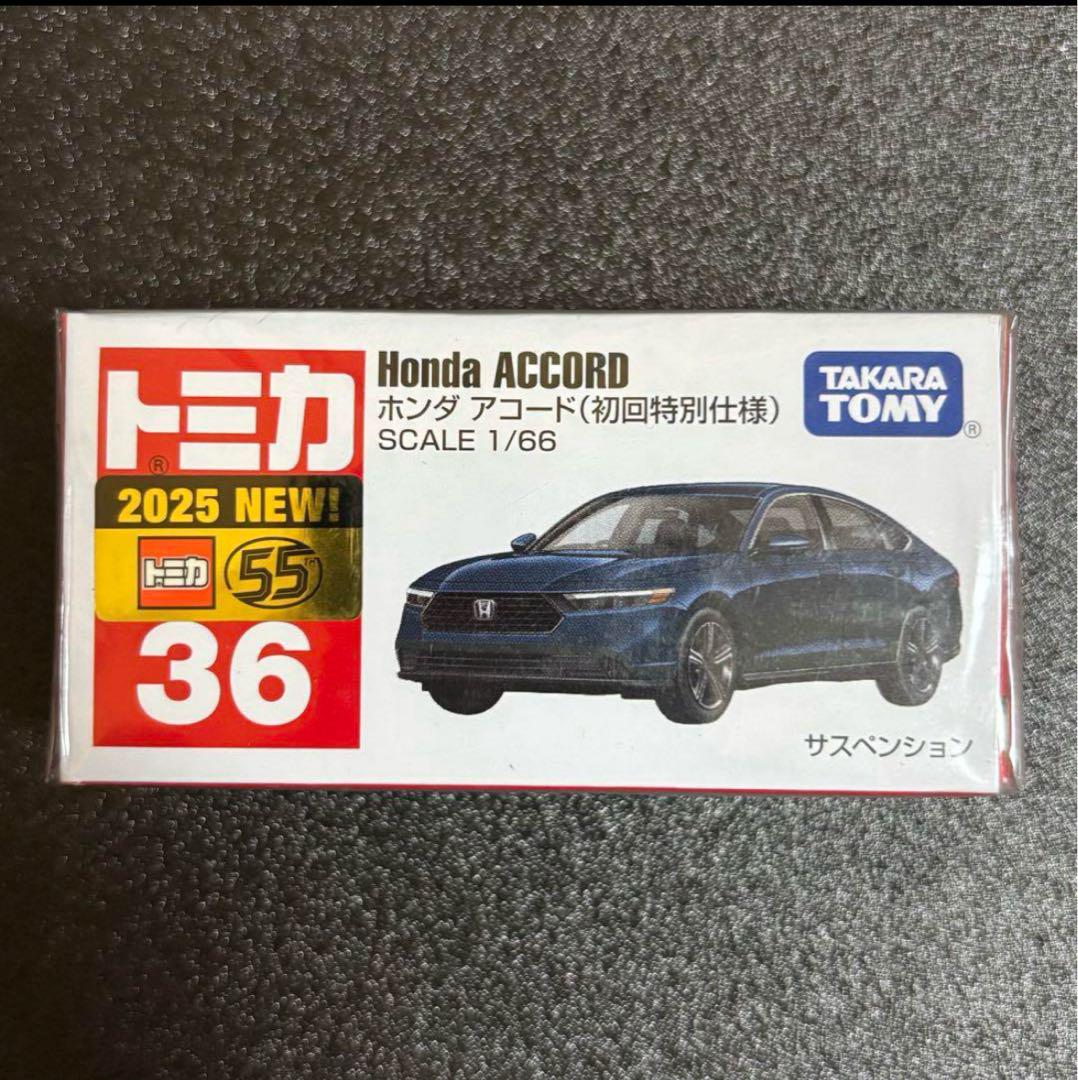 トミカ
®
2025 NEW!
トミカ 55th
36
Honda ACCORD
ホンダ アコード(初回特別仕様)
SCALE 1/66
TAKARA
TOMY
®
サスペンション